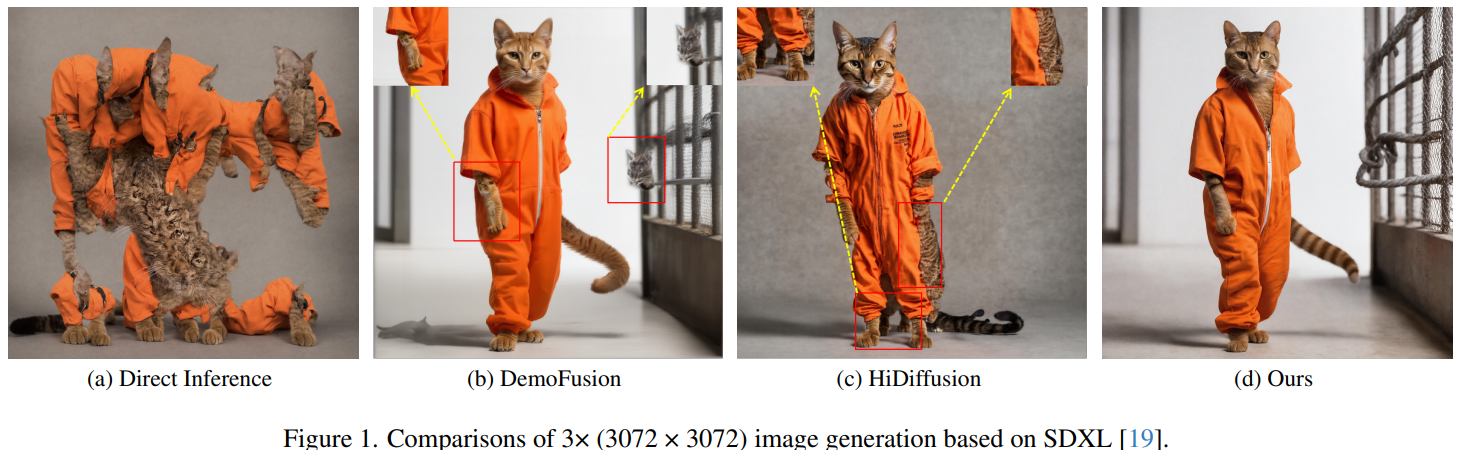 (a) Direct Inference
(b) DemoFusion
(c) HiDiffusion
(d) Ours
Figure 1. Comparisons of 3× (3072 × 3072) image generation based on SDXL [19].